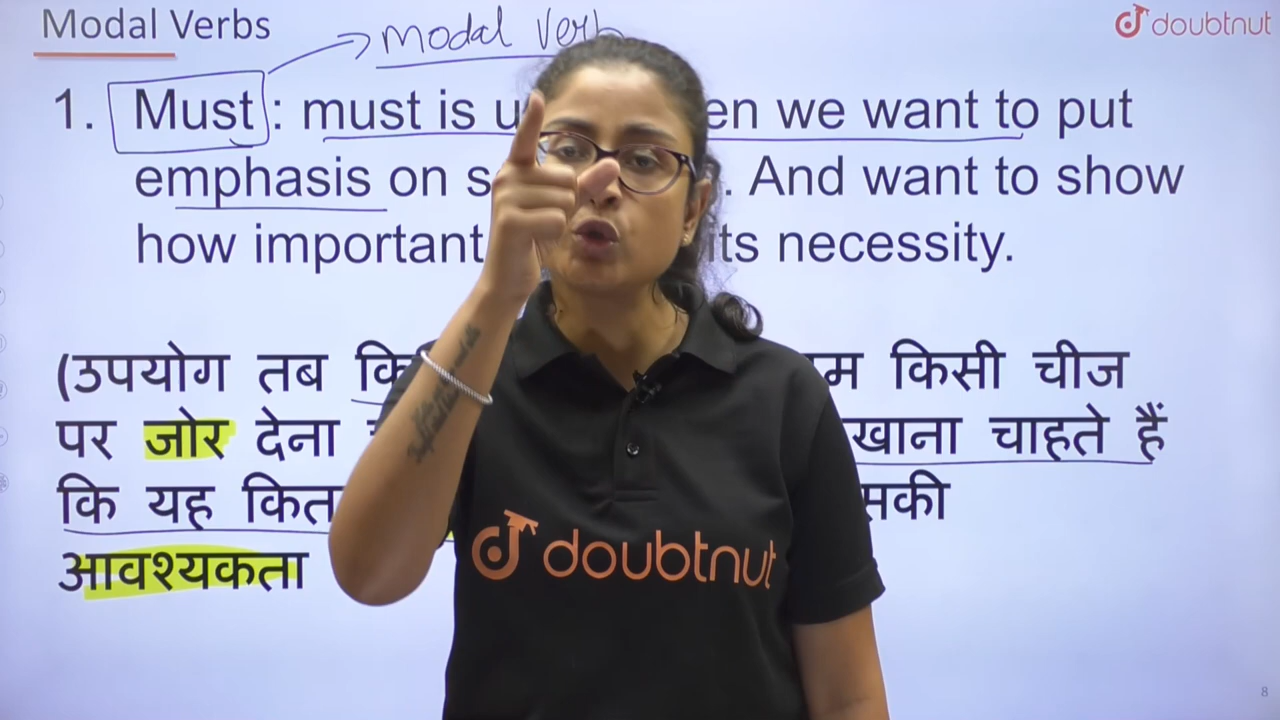 Modal Verbs
modal Verb
doubtnut
1. Must : must is u en we want to put
emphasis on s . And want to show
how important its necessity.
(उपयोग तब कि म किसी चीज
पर जोर देना खाना चाहते हैं
कि यह कित सकी
आवश्यकता
doubtnut
8